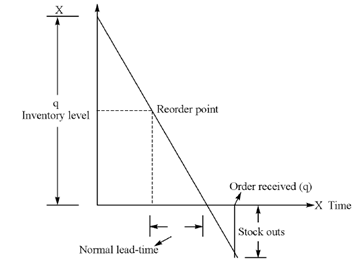 X
q
Inventory level
Reorder point
Order received (q)
X Time
Stock outs
Normal lead-time